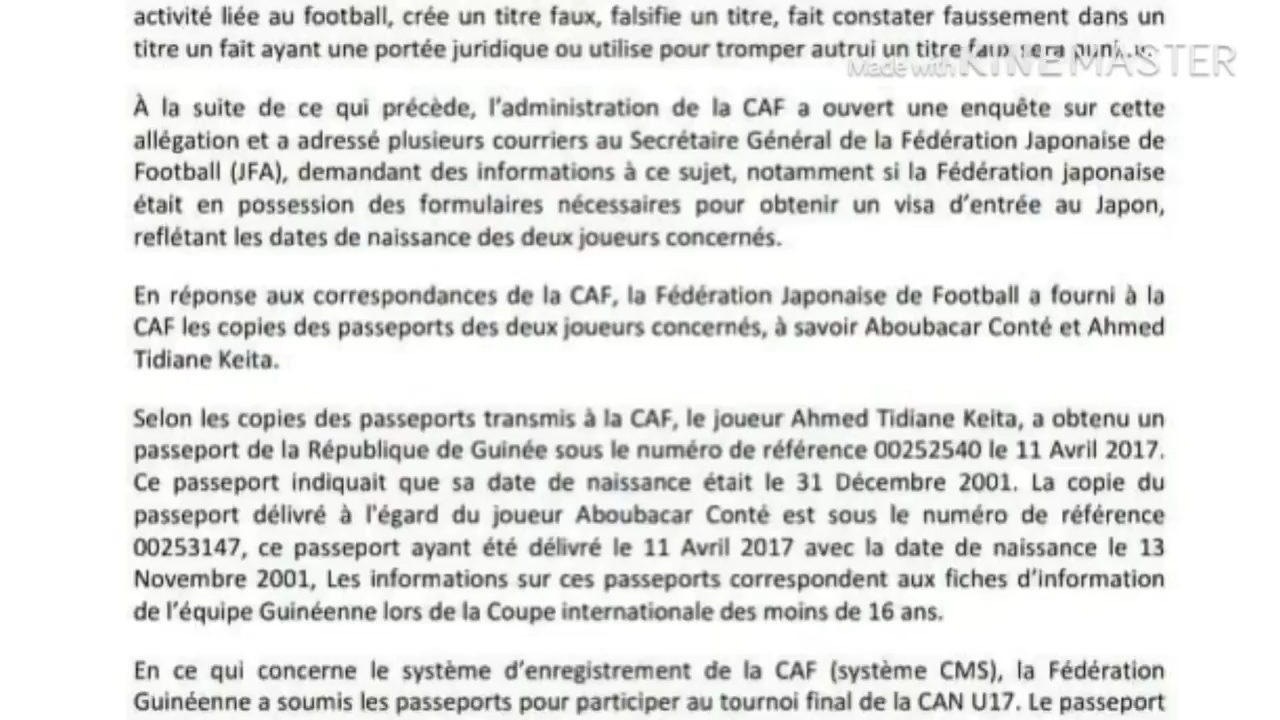 activité liée au football, crée un titre faux, falsifie un titre, fait constater faussement dans un
titre un fait ayant une portée juridique ou utilise pour tromper autrui un titre faux sera puni
Made with KINEMASTER
À la suite de ce qui précède, l'administration de la CAF a ouvert une enquête sur cette
allégation et a adressé plusieurs courriers au Secrétaire Général de la Fédération Japonaise de
Football (JFA), demandant des informations à ce sujet, notamment si la Fédération japonaise
était en possession des formulaires nécessaires pour obtenir un visa d'entrée au Japon,
reflétant les dates de naissance des deux joueurs concernés.
En réponse aux correspondances de la CAF, la Fédération Japonaise de Football a fourni à la
CAF les copies des passeports des deux joueurs concernés, à savoir Aboubacar Conté et Ahmed
Tidiane Keita.
Selon les copies des passeports transmis à la CAF, le joueur Ahmed Tidiane Keita, a obtenu un
passeport de la République de Guinée sous le numéro de référence 00252540 le 11 Avril 2017.
Ce passeport indiquait que sa date de naissance était le 31 Décembre 2001. La copie du
passeport délivré à l'égard du joueur Aboubacar Conté est sous le numéro de référence
00253147, ce passeport ayant été délivré le 11 Avril 2017 avec la date de naissance le 13
Novembre 2001, Les informations sur ces passeports correspondent aux fiches d'information
de l'équipe Guinéenne lors de la Coupe internationale des moins de 16 ans.
En ce qui concerne le système d'enregistrement de la CAF (système CMS), la Fédération
Guinéenne a soumis les passeports pour participer au tournoi final de la CAN U17. Le passeport